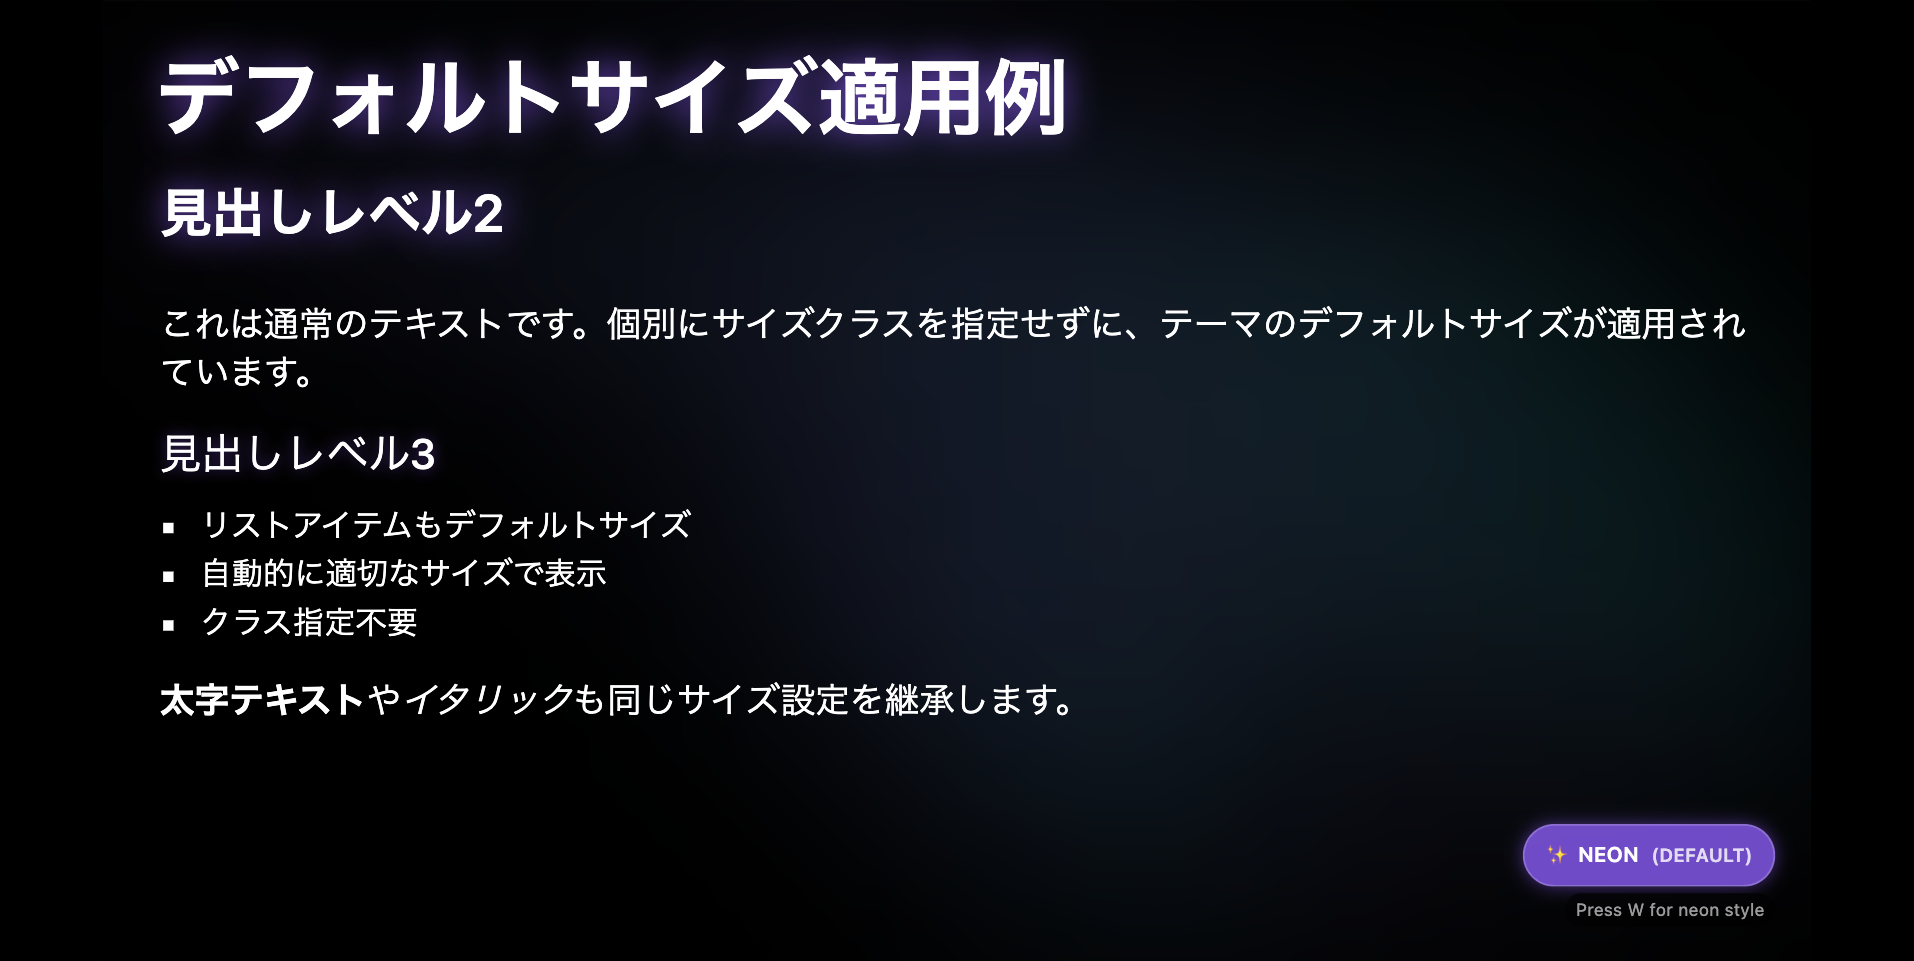 デフォルトサイズ適用例
見出しレベル2
これは通常のテキストです。個別にサイズクラスを指定せずに、テーマのデフォルトサイズが適用され
ています。
見出しレベル3
▪ リストアイテムもデフォルトサイズ
▪ 自動的に適切なサイズで表示
▪ クラス指定不要
太字テキストやイタリックも同じサイズ設定を継承します。
✨ NEON (DEFAULT)
Press W for neon style